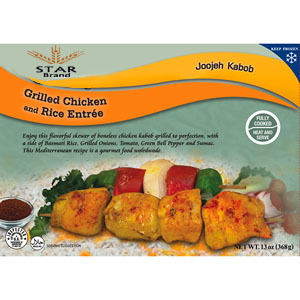 STAR
Brand
Joojeh Kabob
KEEP FROZEN
Grilled Chicken
and Rice Entrée
Enjoy this flavorful skewer of boneless chicken kabob grilled to perfection, with
a side of Basmati Rice, Grilled Onions, Tomato, Green Bell Pepper and Sumac.
This Mediterranean recipe is a gourmet food worldwide.
FULLY
COOKED
HEAT AND
SERVE
SERVING SUGGESTION
NET WT. 13 oz (368g)